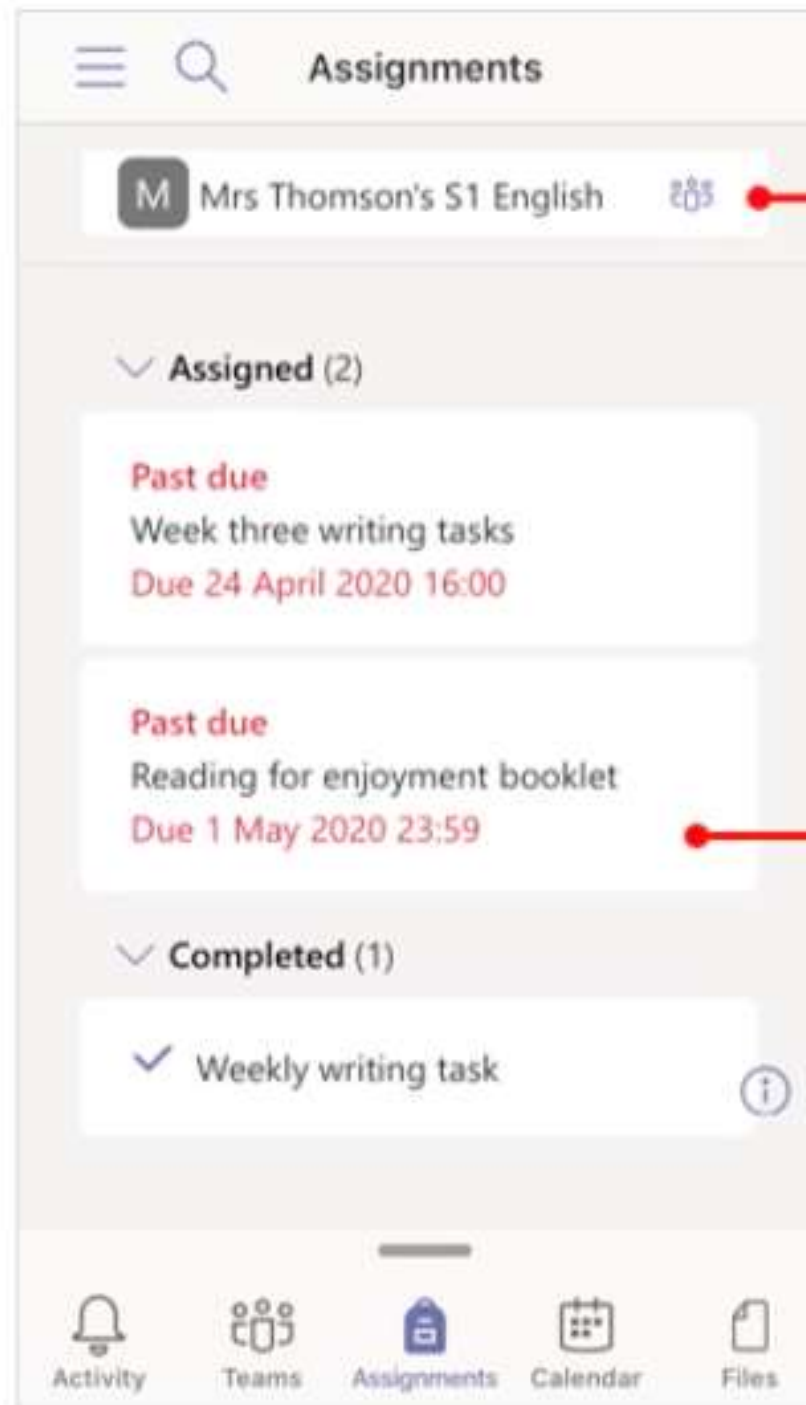 Assignments
M Mrs Thomson's S1 English
Assigned (2)
Past due
Week three writing tasks
Due 24 April 2020 16:00
Past due
Reading for enjoyment booklet
Due 1 May 2020 23:59
Completed (1)
Weekly writing task
Activity Teams Assignments Calendar Files